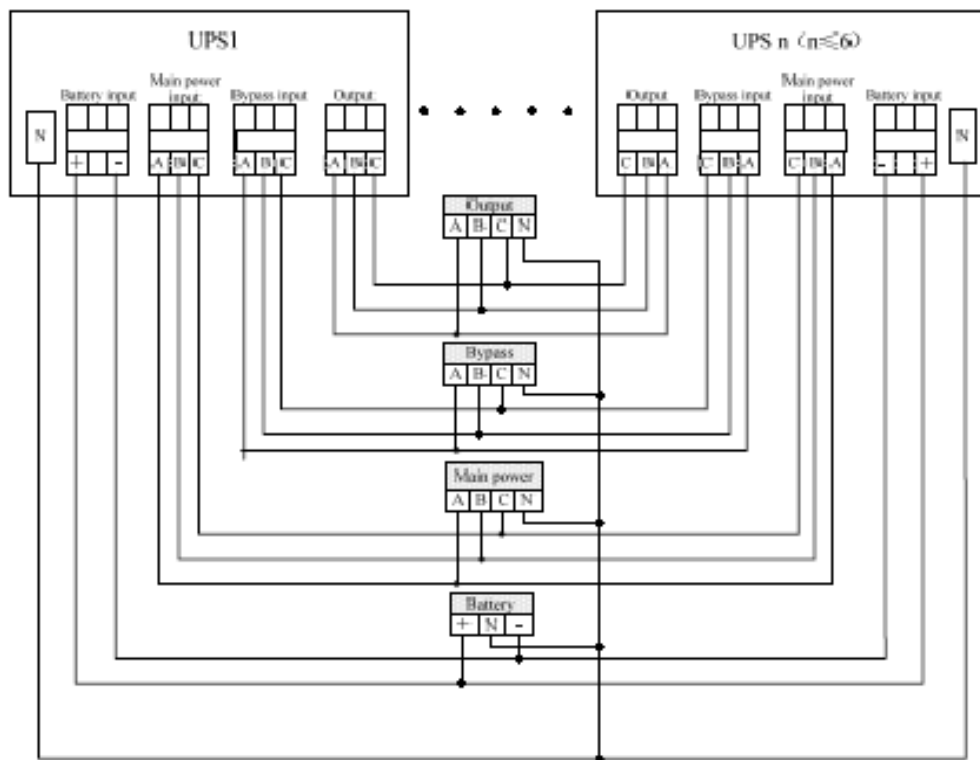 UPS1
UPS n (n≤6)
Main power
input
Battery input
Bypass input
Output
N
+ -
A B C
A B C
A B C
Output
Bypass input
Main power
input
Battery input
N
C B A
C B A
C B A
- +
Output
A B C N
Bypass
A B C N
Main power
A B C N
Battery
+ N -